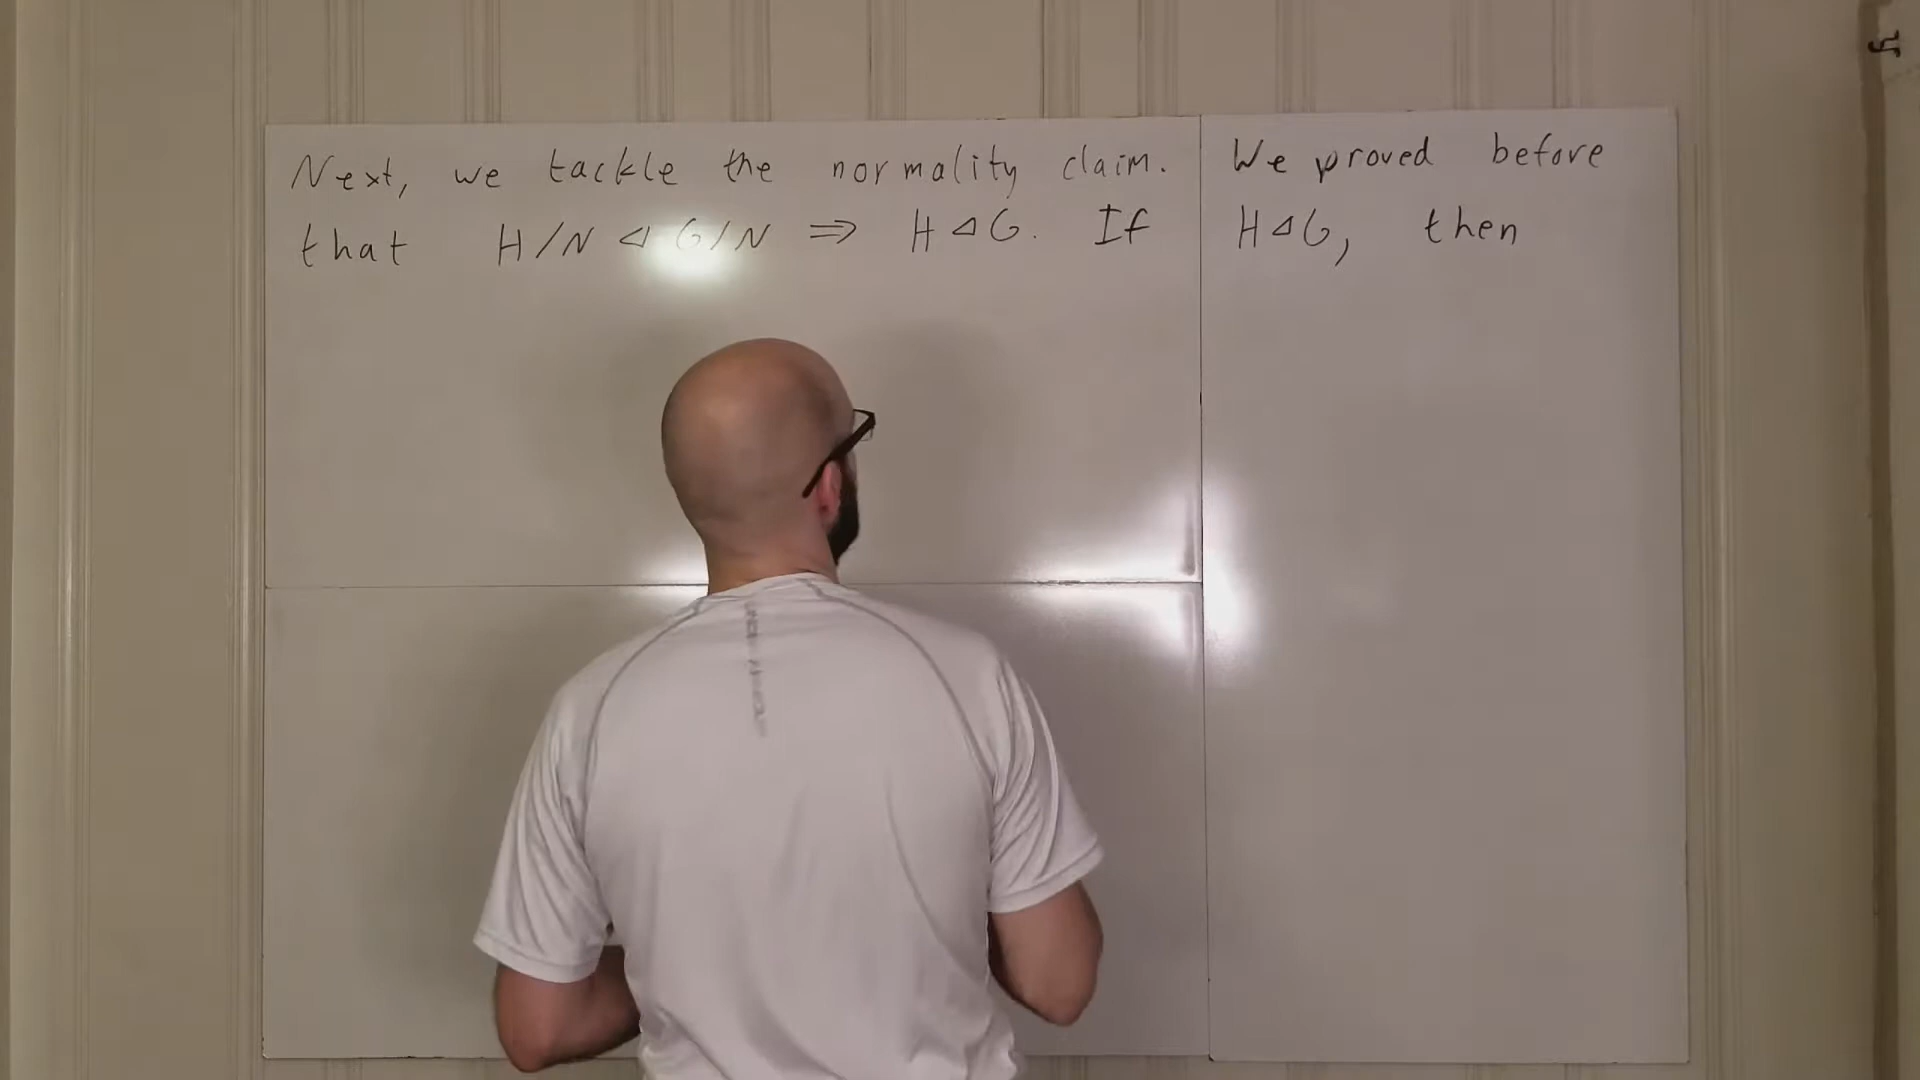 Next, we tackle the normality claim. We proved before
that H/N ⊲ G/N ⇒ H ⊲ G. If H ⊲ G, then